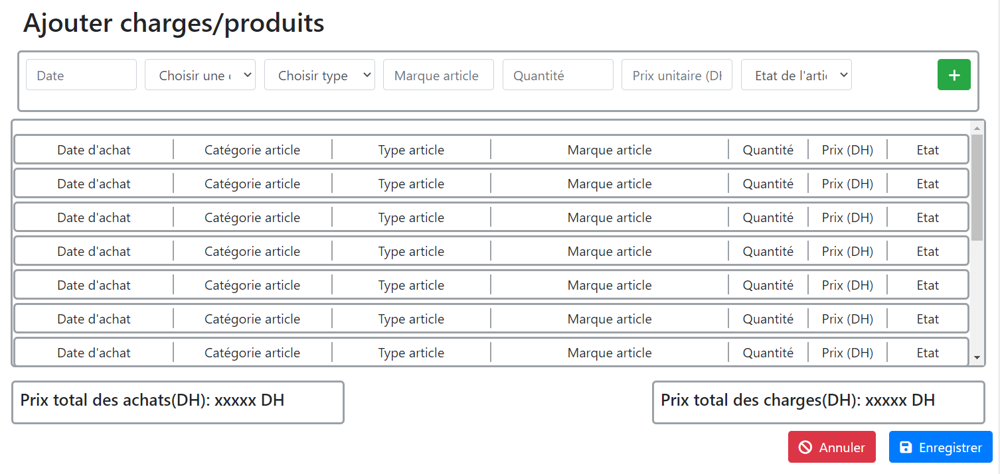 Ajouter charges/produits
Date Choisir une c Choisir type Marque article Quantité Prix unitaire (DH Etat de l'artic +
Date d'achat Catégorie article Type article Marque article Quantité Prix (DH) Etat
Date d'achat Catégorie article Type article Marque article Quantité Prix (DH) Etat
Date d'achat Catégorie article Type article Marque article Quantité Prix (DH) Etat
Date d'achat Catégorie article Type article Marque article Quantité Prix (DH) Etat
Date d'achat Catégorie article Type article Marque article Quantité Prix (DH) Etat
Date d'achat Catégorie article Type article Marque article Quantité Prix (DH) Etat
Date d'achat Catégorie article Type article Marque article Quantité Prix (DH) Etat
Prix total des achats(DH): xxxxx DH Prix total des charges(DH): xxxxx DH
Annuler Enregistrer